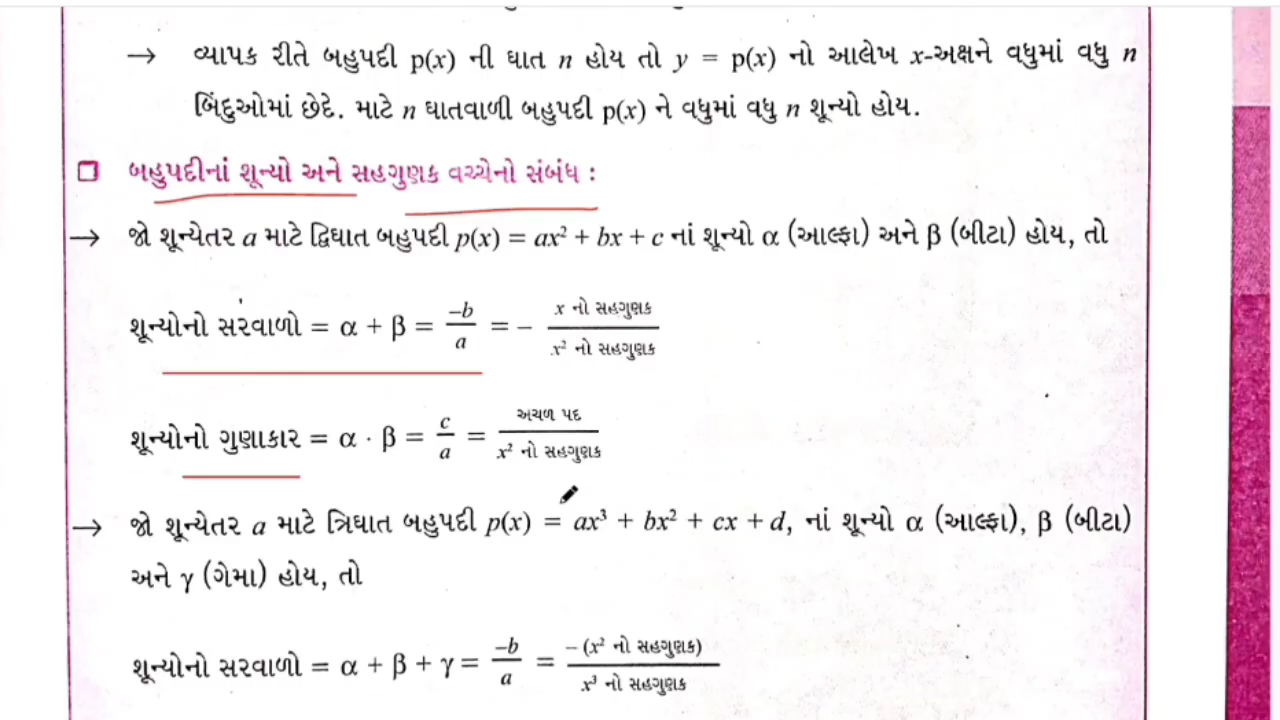 → વ્યાપક રીતે બહુપદી p(x) ની ઘાત n હોય તો y = p(x) નો આલેખ x-અક્ષને વધુમાં વધુ n
બિંદુઓમાં છેદે. માટે n ઘાતવાળી બહુપદી p(x) ને વધુમાં વધુ n શૂન્યો હોય.
❑ બહુપદીનાં શૂન્યો અને સહગુણક વચ્ચેનો સંબંધ :
→ જો શૂન્યેતર a માટે દ્વિઘાત બહુપદી p(x) = ax² + bx + c નાં શૂન્યો α (આલ્ફા) અને β (બીટા) હોય, તો
શૂન્યોનો સરવાળો = α + β = -b/a = - x નો સહગુણક / x² નો સહગુણક
શૂન્યોનો ગુણાકાર = α · β = c/a = અચળ પદ / x² નો સહગુણક
→ જો શૂન્યેતર a માટે ત્રિઘાત બહુપદી p(x) = ax³ + bx² + cx + d, નાં શૂન્યો α (આલ્ફા), β (બીટા)
અને γ (ગેમા) હોય, તો
શૂન્યોનો સરવાળો = α + β + γ = -b/a = - (x² નો સહગુણક) / x³ નો સહગુણક